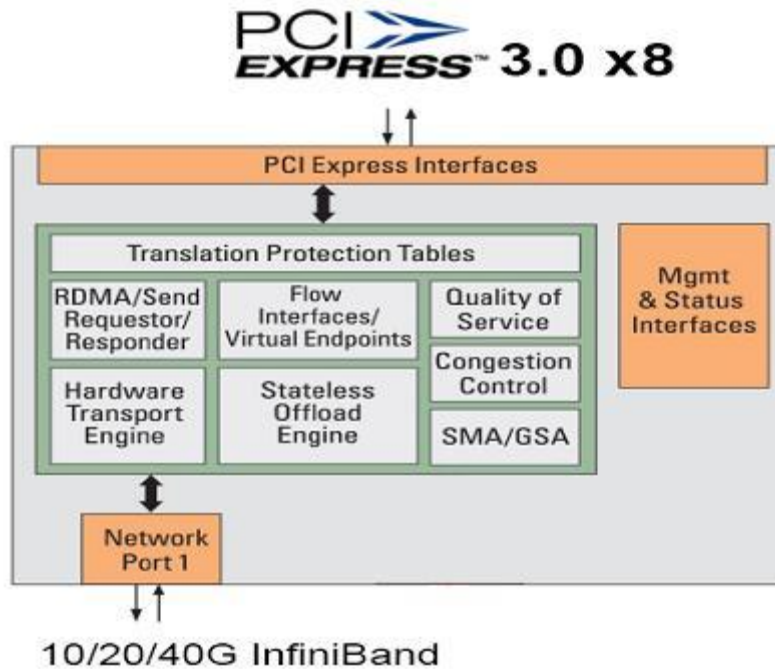 PCI
EXPRESS™ 3.0 x8
PCI Express Interfaces
Translation Protection Tables
RDMA/Send
Requestor/
Responder
Flow
Interfaces/
Virtual Endpoints
Quality of
Service
Congestion
Control
Hardware
Transport
Engine
Stateless
Offload
Engine
SMA/GSA
Mgmt
& Status
Interfaces
Network
Port 1
10/20/40G InfiniBand